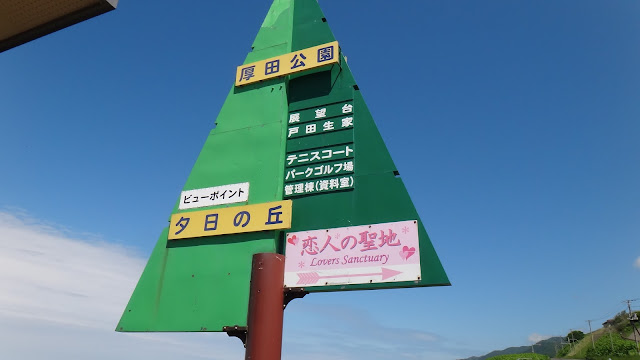 厚田公園
展望台
戸田生家
テニスコート
パークゴルフ場
管理棟(資料室)
ビューポイント
夕日の丘
恋人の聖地
Lovers Sanctuary